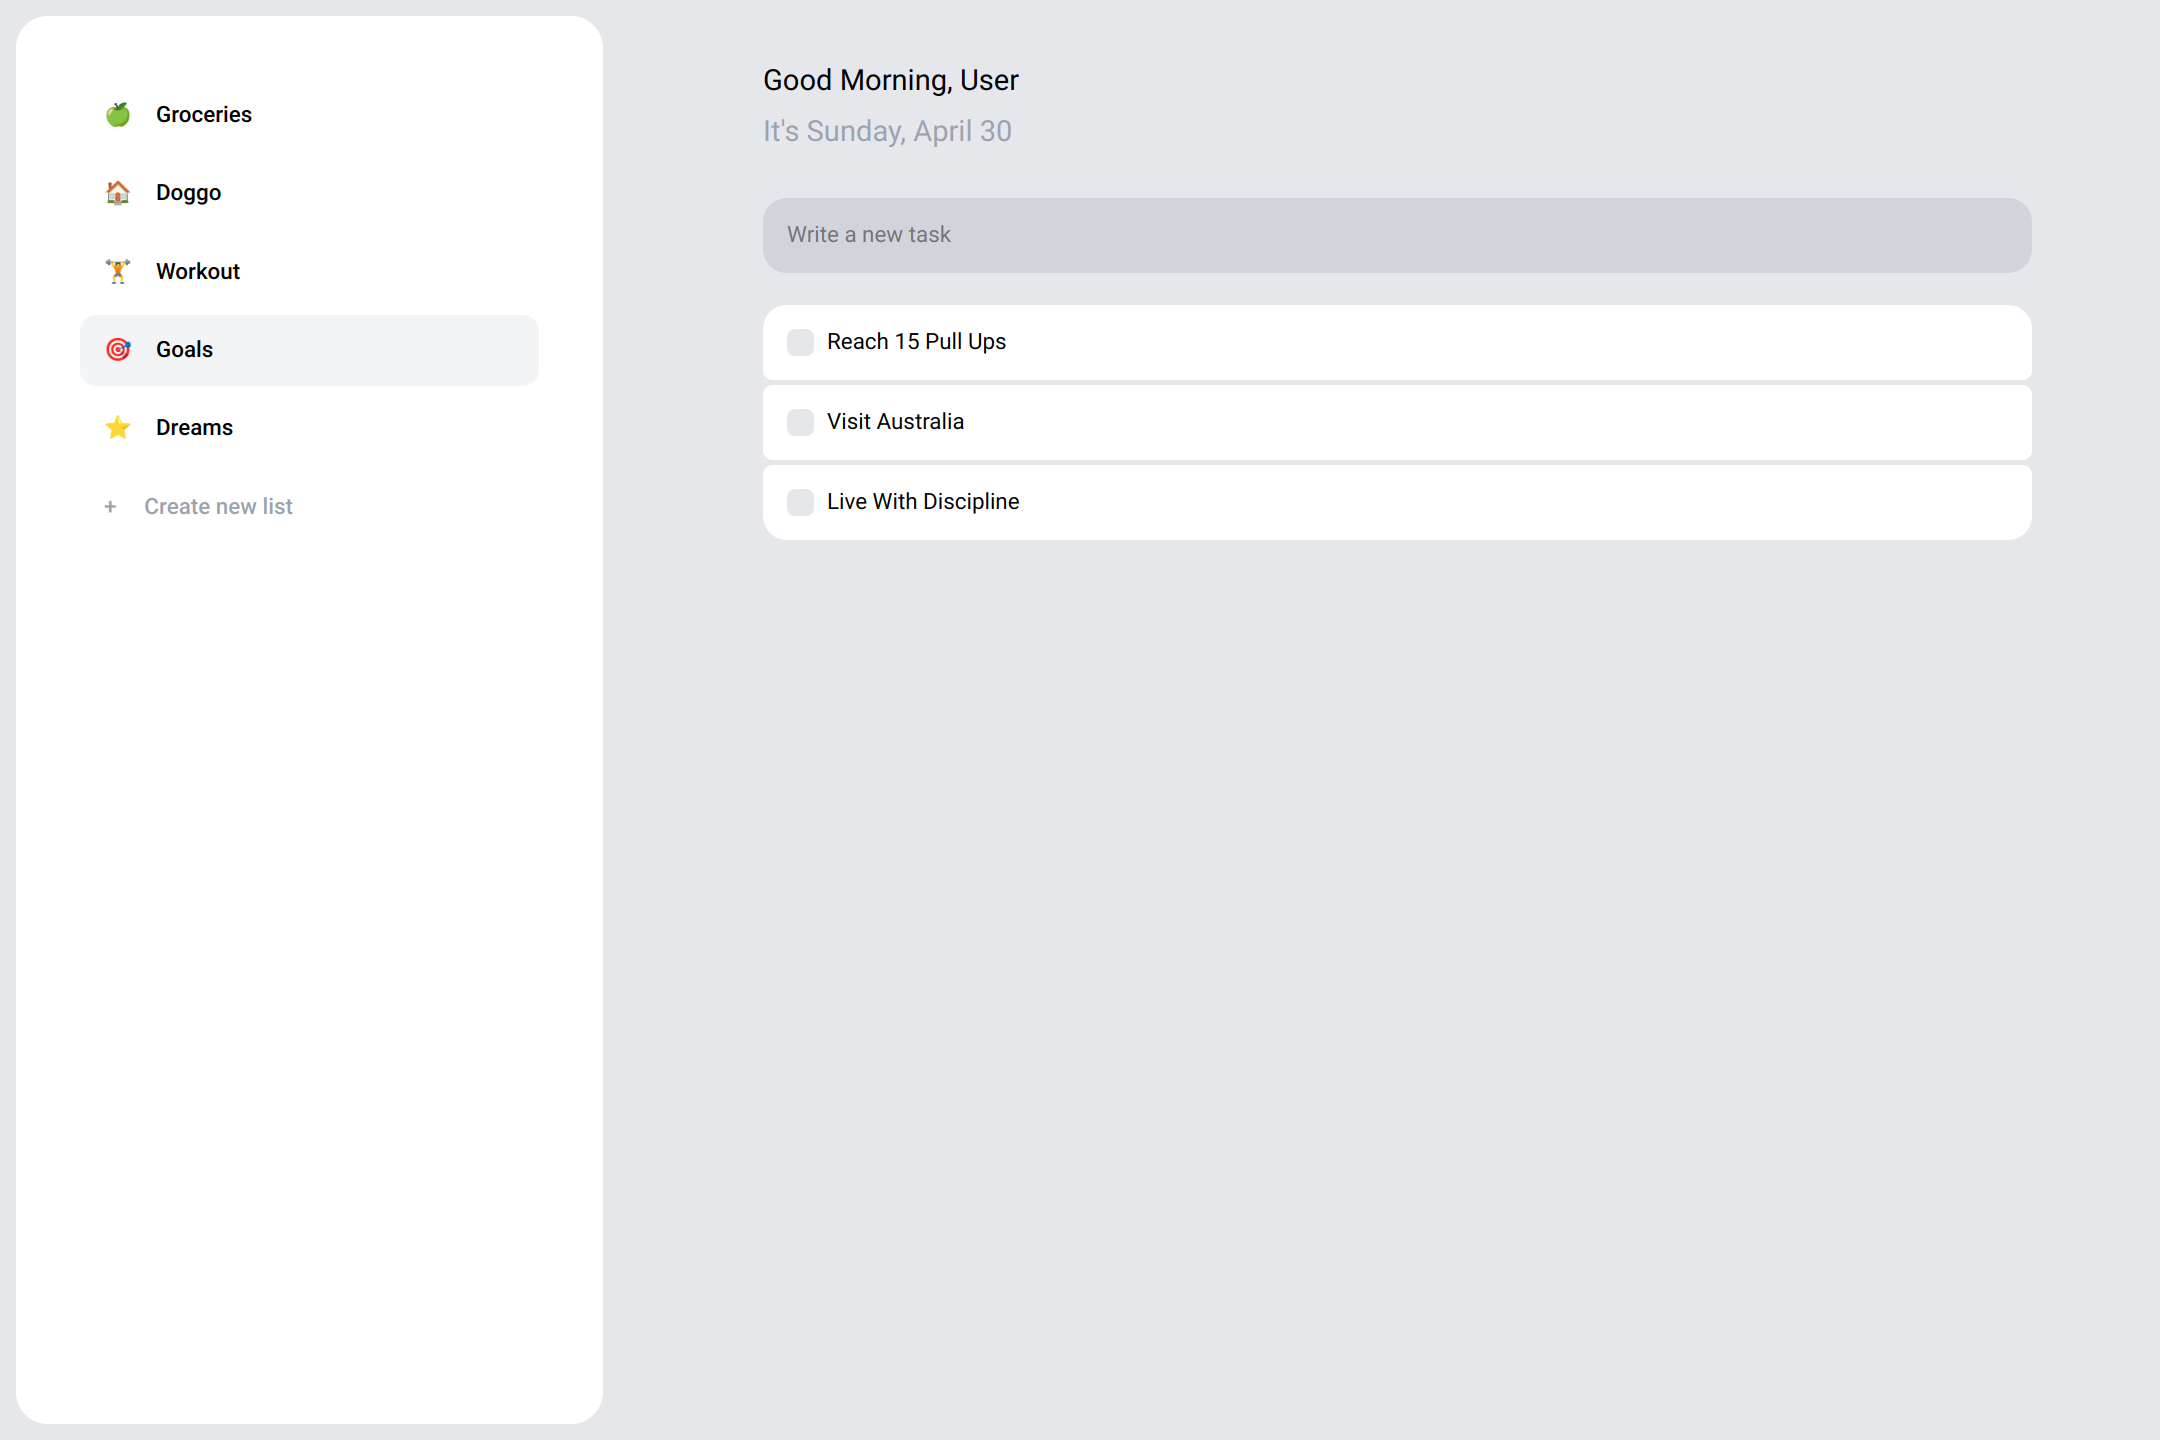 Groceries
Doggo
Workout
Goals
Dreams
+ Create new list
Good Morning, User
It's Sunday, April 30
Write a new task
Reach 15 Pull Ups
Visit Australia
Live With Discipline